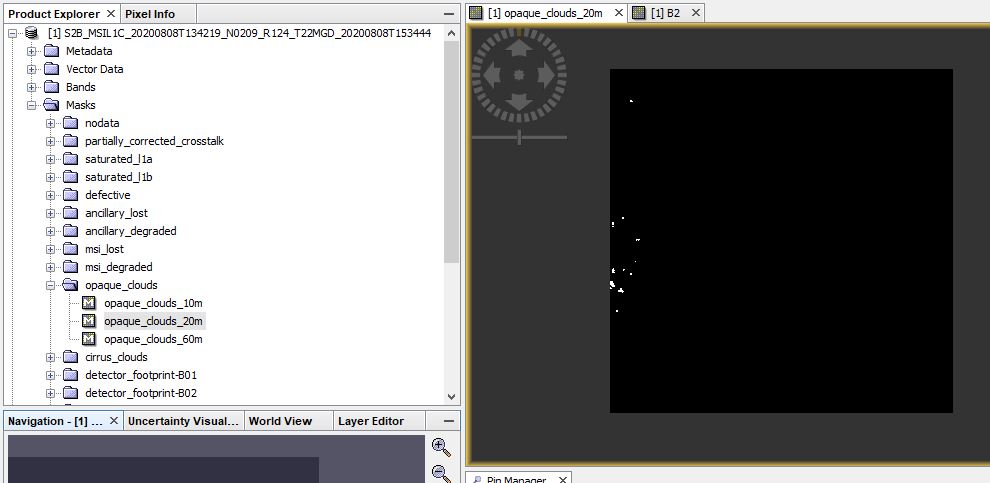 Product Explorer Pixel Info
[1] S2B_MSIL1C_20200808T134219_N0209_R124_T22MGD_20200808T153444
Metadata
Vector Data
Bands
Masks
nodata
partially_corrected_crosstalk
saturated_l1a
saturated_l1b
defective
ancillary_lost
ancillary_degraded
msi_lost
msi_degraded
opaque_clouds
opaque_clouds_10m
opaque_clouds_20m
opaque_clouds_60m
cirrus_clouds
detector_footprint-B01
detector_footprint-B02
Navigation - [1] ... Uncertainty Visual... World View Layer Editor
[1] opaque_clouds_20m [1] B2
Pin Manager